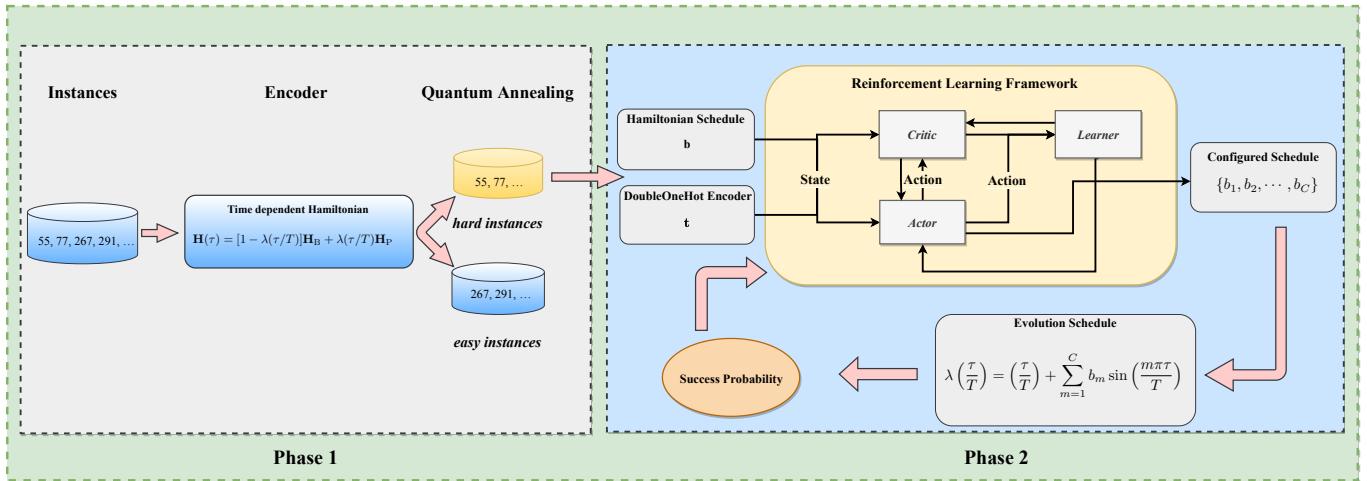 Instances
Encoder
Quantum Annealing
55, 77, 267, 291, …
Time dependent Hamiltonian
H(τ) = [1 − λ(τ/T)]H_B + λ(τ/T)H_P
55, 77, …
hard instances
267, 291, …
easy instances
Phase 1
Reinforcement Learning Framework
Hamiltonian Schedule
b
DoubleOneHot Encoder
t
State
Critic
Learner
Action
Action
Actor
Configured Schedule
{b_1, b_2, ⋯ , b_C}
Evolution Schedule
λ (τ/T) = (τ/T) + ∑_{m=1}^{C} b_m sin (mπτ/T)
Success Probability
Phase 2